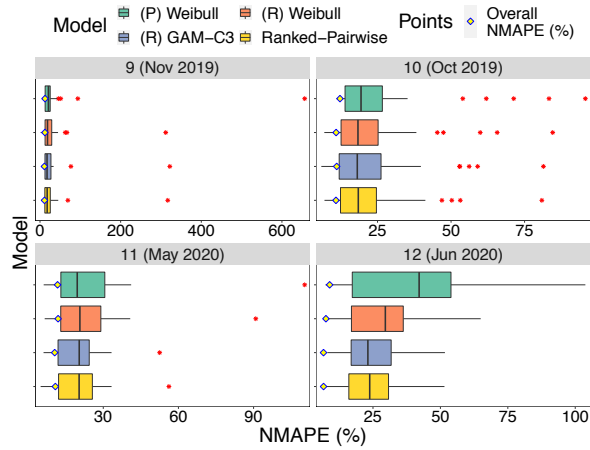 Model
(P) Weibull
(R) Weibull
(R) GAM−C3
Ranked−Pairwise
Points
Overall
NMAPE (%)
9 (Nov 2019)
10 (Oct 2019)
0 200 400 600
25 50 75
11 (May 2020)
12 (Jun 2020)
30 60 90
25 50 75 100
Model
NMAPE (%)